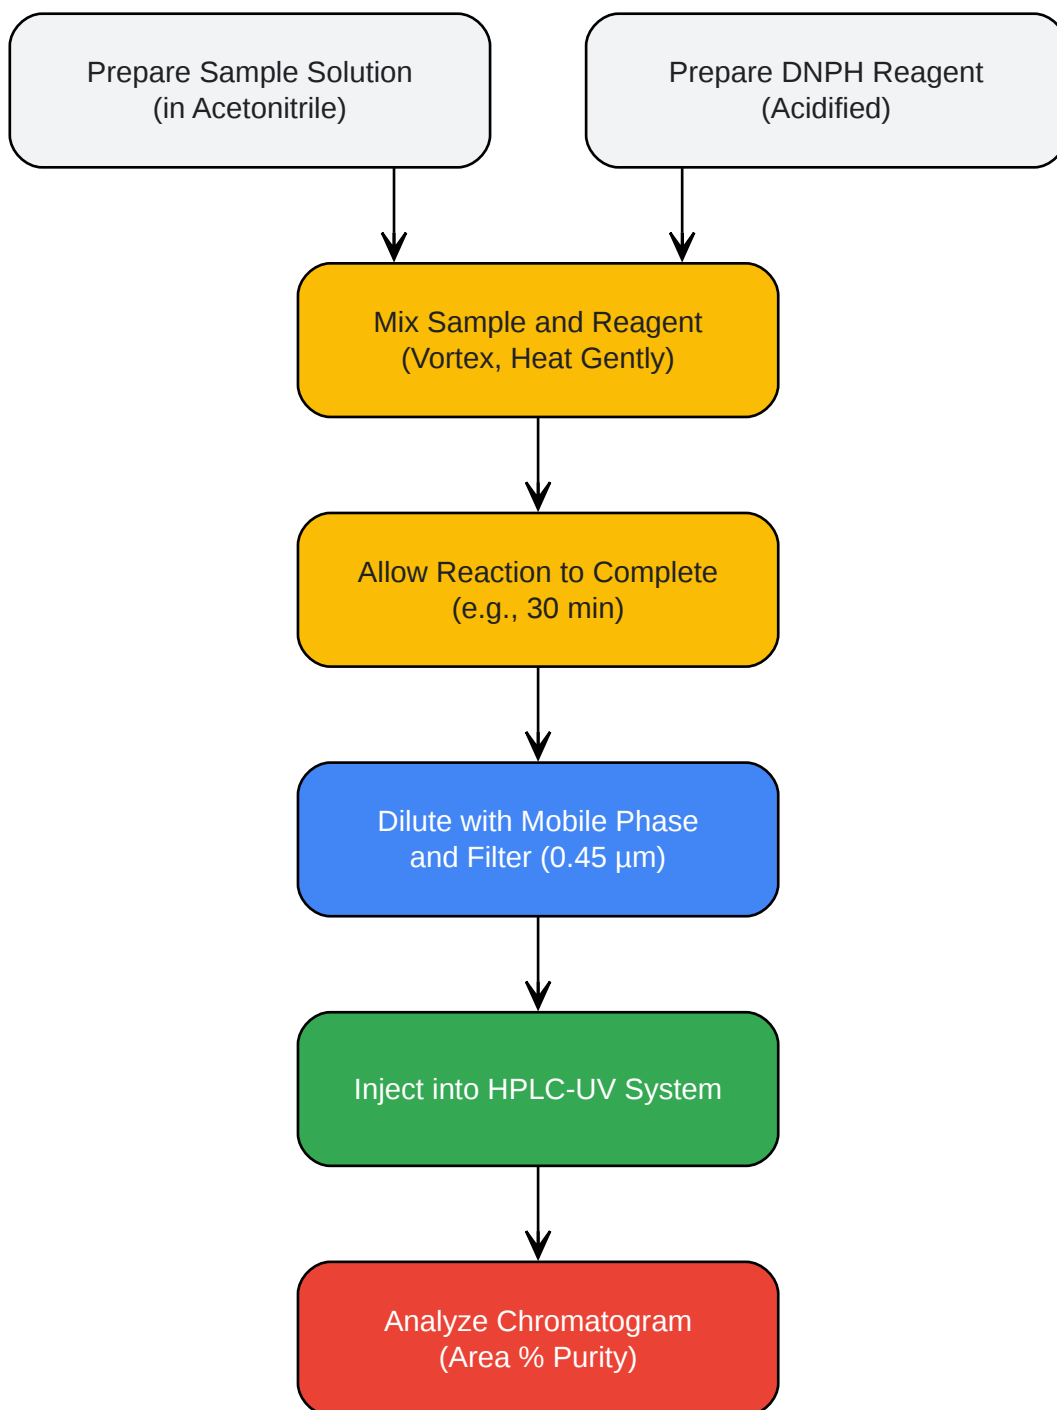 Prepare Sample Solution
(in Acetonitrile)
Prepare DNPH Reagent
(Acidified)
Mix Sample and Reagent
(Vortex, Heat Gently)
Allow Reaction to Complete
(e.g., 30 min)
Dilute with Mobile Phase
and Filter (0.45 µm)
Inject into HPLC-UV System
Analyze Chromatogram
(Area % Purity)